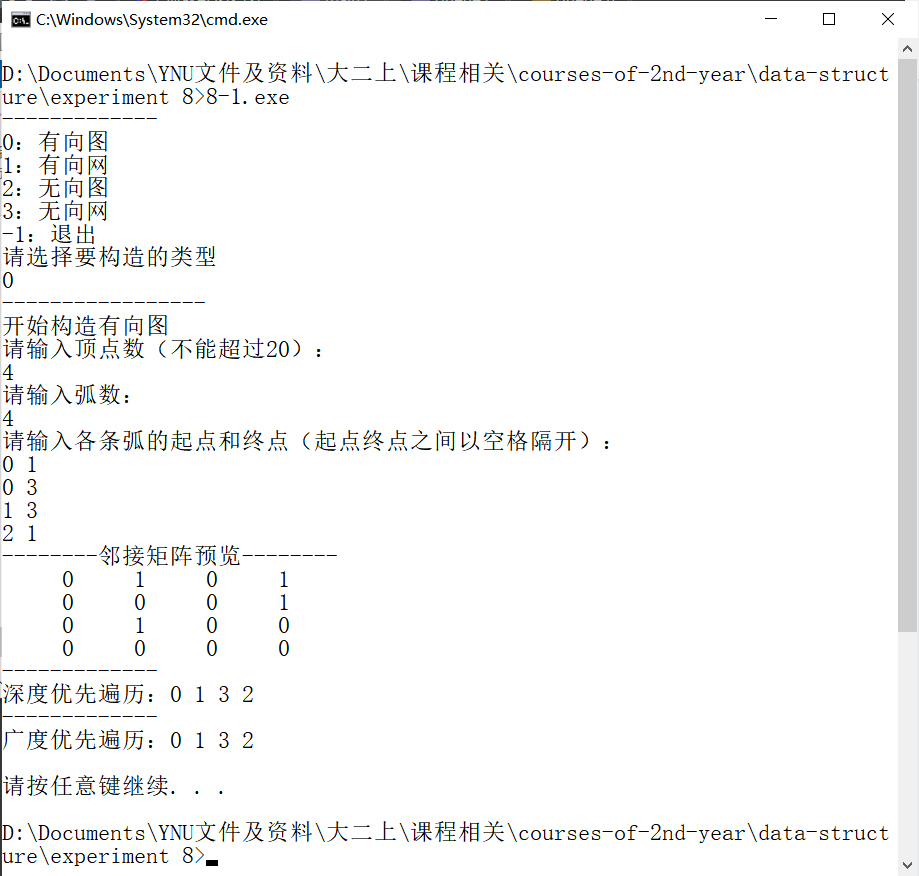 C:\Windows\System32\cmd.exe
D:\Documents\YNU文件及资料\大二上\课程相关\courses-of-2nd-year\data-struct
ure\experiment 8>8-1.exe
-------------
0：有向图
1：有向网
2：无向图
3：无向网
-1：退出
请选择要构造的类型
0
-----------------
开始构造有向图
请输入顶点数（不能超过20）：
4
请输入弧数：
4
请输入各条弧的起点和终点（起点终点之间以空格隔开）：
0 1
0 3
1 3
2 1
--------邻接矩阵预览--------
0 1 0 1
0 0 0 1
0 1 0 0
0 0 0 0
-------------
深度优先遍历：0 1 3 2
-------------
广度优先遍历：0 1 3 2
请按任意键继续. . .
D:\Documents\YNU文件及资料\大二上\课程相关\courses-of-2nd-year\data-struct
ure\experiment 8>